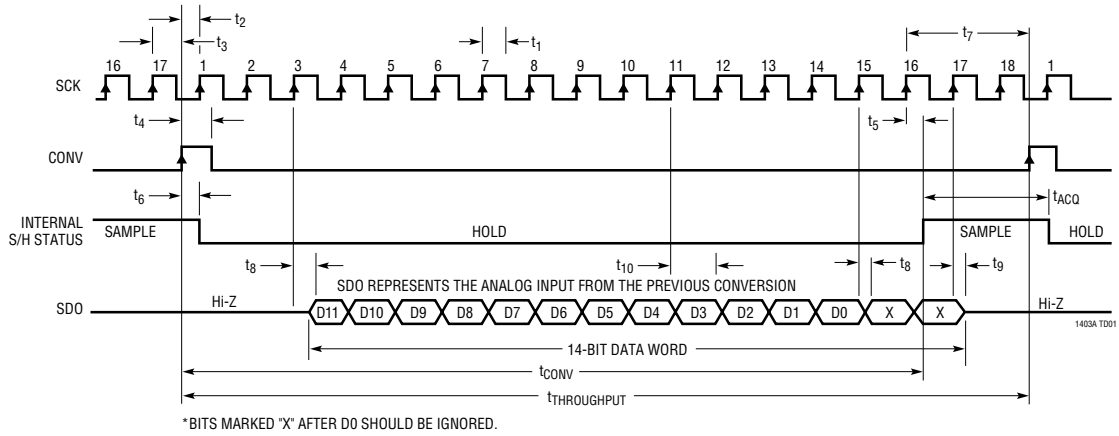 t2
t3
t1
t7
16 17 1 2 3 4 5 6 7 8 9 10 11 12 13 14 15 16 17 18 1
SCK
t4
t5
CONV
t6
tACQ
INTERNAL
S/H STATUS
SAMPLE
HOLD
SAMPLE
HOLD
t8
t10
t8
t9
SDO REPRESENTS THE ANALOG INPUT FROM THE PREVIOUS CONVERSION
SDO
Hi-Z
D11 D10 D9 D8 D7 D6 D5 D4 D3 D2 D1 D0 X X
Hi-Z
1403A TD01
14-BIT DATA WORD
tCONV
tTHROUGHPUT
*BITS MARKED "X" AFTER D0 SHOULD BE IGNORED.